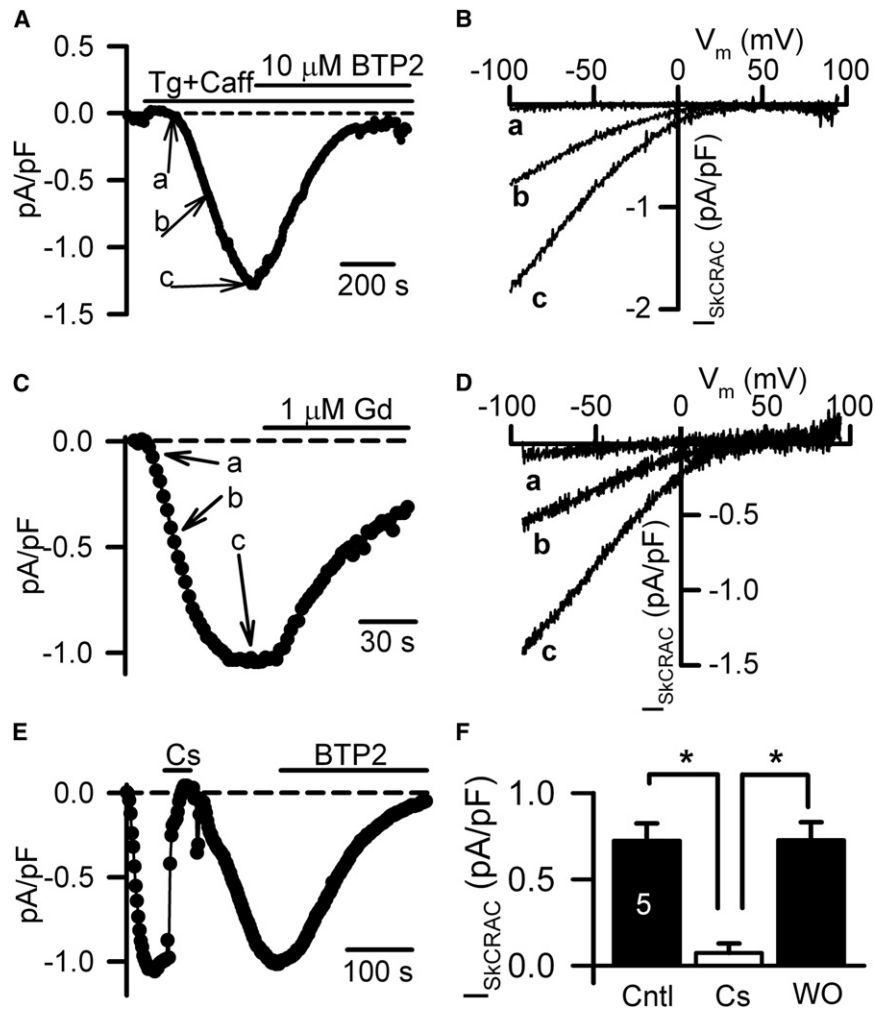 A
0.5
0.0
-0.5
-1.0
-1.5
pA/pF
Tg+Caff
10 μM BTP2
a
b
c
200 s
B
Vm (mV)
-100
-50
0
50
100
a
b
c
-1
-2
ISkCRAC (pA/pF)
C
0.0
-0.5
-1.0
pA/pF
1 μM Gd
a
b
c
30 s
D
Vm (mV)
-100
-50
0
50
100
a
b
c
-0.5
-1.0
-1.5
ISkCRAC (pA/pF)
E
0.0
-0.5
-1.0
pA/pF
Cs
BTP2
100 s
F
ISkCRAC (pA/pF)
1.0
0.5
0.0
*
*
5
Cntl
Cs
WO